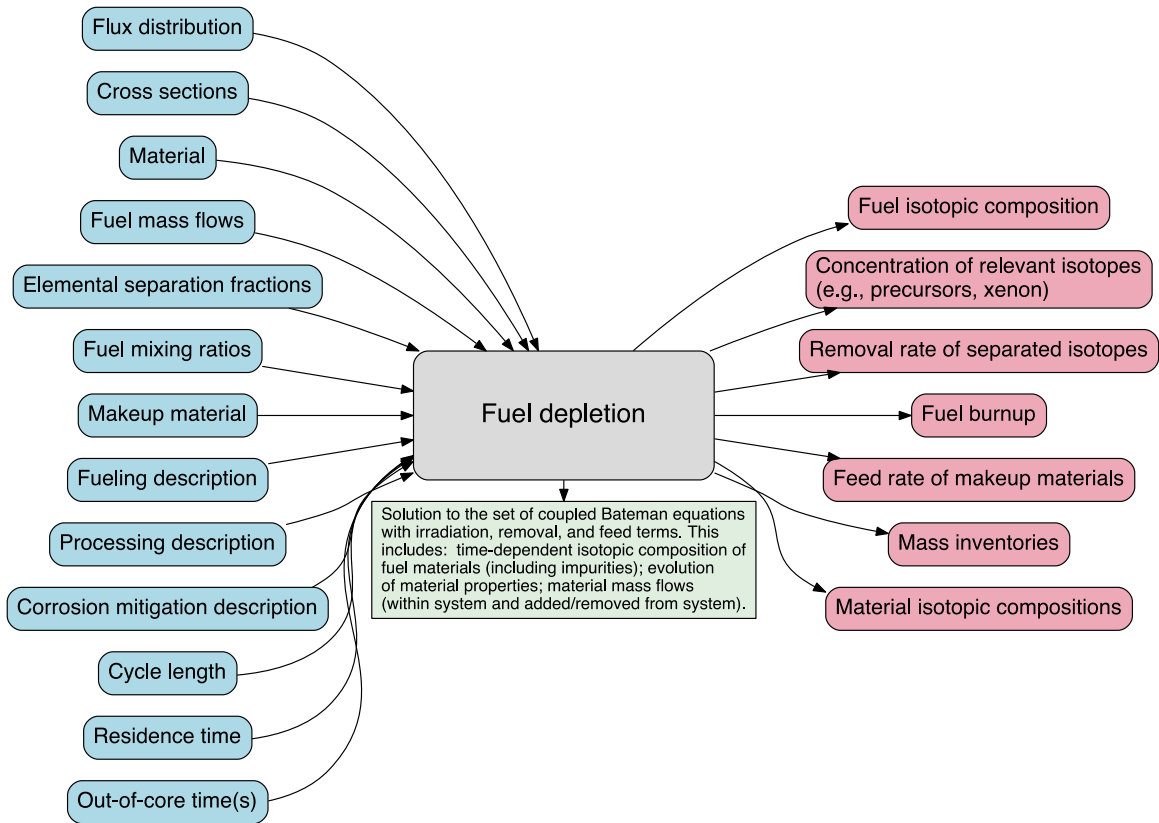 Flux distribution
Cross sections
Material
Fuel mass flows
Elemental separation fractions
Fuel mixing ratios
Makeup material
Fueling description
Processing description
Corrosion mitigation description
Cycle length
Residence time
Out-of-core time(s)
Fuel depletion
Solution to the set of coupled Bateman equations
with irradiation, removal, and feed terms. This
includes:  time-dependent isotopic composition of
fuel materials (including impurities); evolution
of material properties; material mass flows
(within system and added/removed from system).
Fuel isotopic composition
Concentration of relevant isotopes
(e.g., precursors, xenon)
Removal rate of separated isotopes
Fuel burnup
Feed rate of makeup materials
Mass inventories
Material isotopic compositions